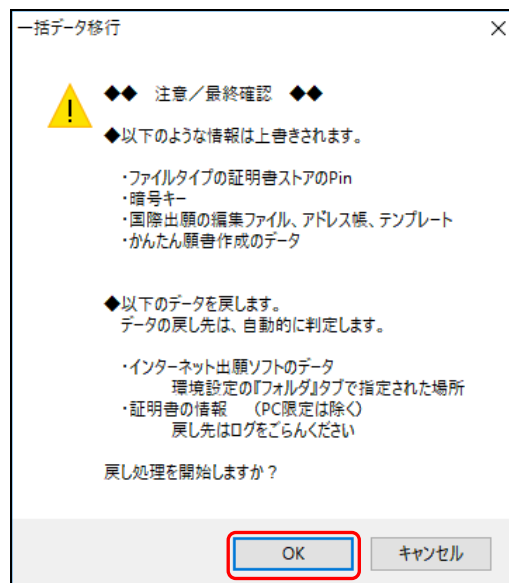 一括データ移行
◆◆ 注意/最終確認 ◆◆
◆以下のような情報は上書きされます。
・ファイルタイプの証明書ストアのPin
・暗号キー
・国際出願の編集ファイル、アドレス帳、テンプレート
・かんたん願書作成のデータ
◆以下のデータを戻します。
データの戻し先は、自動的に判定します。
・インターネット出願ソフトのデータ
環境設定の『フォルダ』タブで指定された場所
・証明書の情報 (PC限定は除く)
戻し先はログをごらんください
戻し処理を開始しますか?
OK
キャンセル